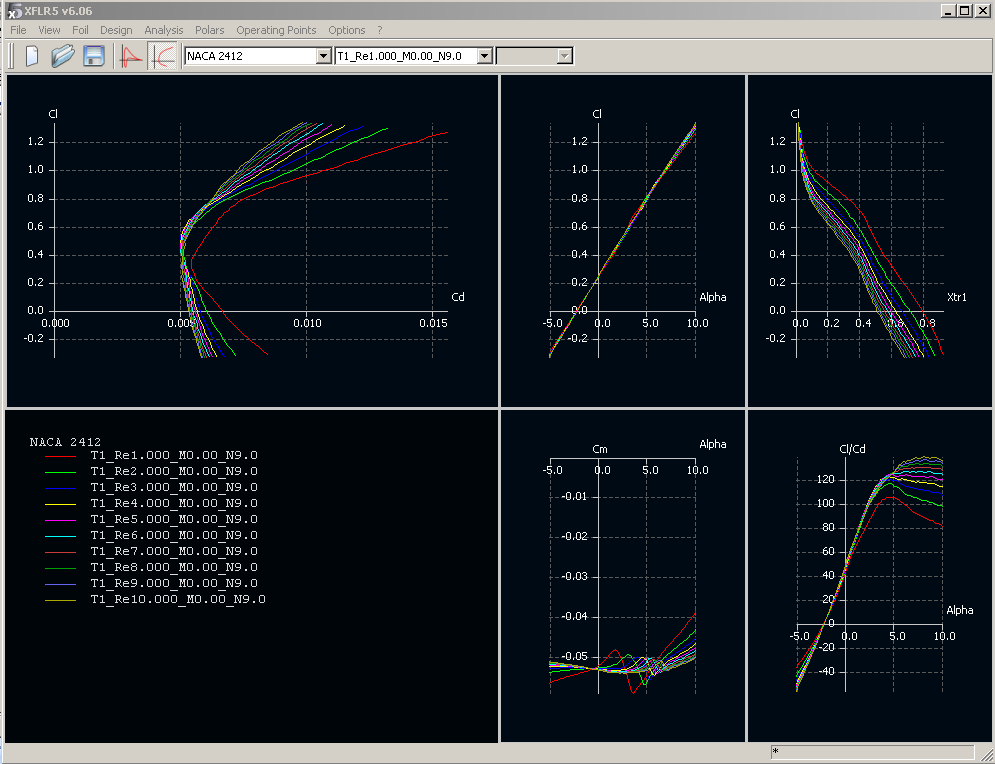 XFLR5 v6.06
File View Foil Design Analysis Polars Operating Points Options ?
NACA 2412 T1_Re1.000_M0.00_N9.0
Cl
1.2
1.0
0.8
0.6
0.4
0.2
0.0
-0.2
0.000 0.005 0.010 0.015
Cd
Cl
1.2
1.0
0.8
0.6
0.4
0.2
0.0
-0.2
-5.0 0.0 5.0 10.0
Alpha
Cl
1.2
1.0
0.8
0.6
0.4
0.2
0.0
-0.2
0.0 0.2 0.4 0.6 0.8
Xtr1
NACA 2412
T1_Re1.000_M0.00_N9.0
T1_Re2.000_M0.00_N9.0
T1_Re3.000_M0.00_N9.0
T1_Re4.000_M0.00_N9.0
T1_Re5.000_M0.00_N9.0
T1_Re6.000_M0.00_N9.0
T1_Re7.000_M0.00_N9.0
T1_Re8.000_M0.00_N9.0
T1_Re9.000_M0.00_N9.0
T1_Re10.000_M0.00_N9.0
Cm
Alpha
-5.0 0.0 5.0 10.0
-0.01
-0.02
-0.03
-0.04
-0.05
Cl/Cd
120
100
80
60
40
20
0
-20
-40
Alpha
-5.0 0.0 5.0 10.0
*